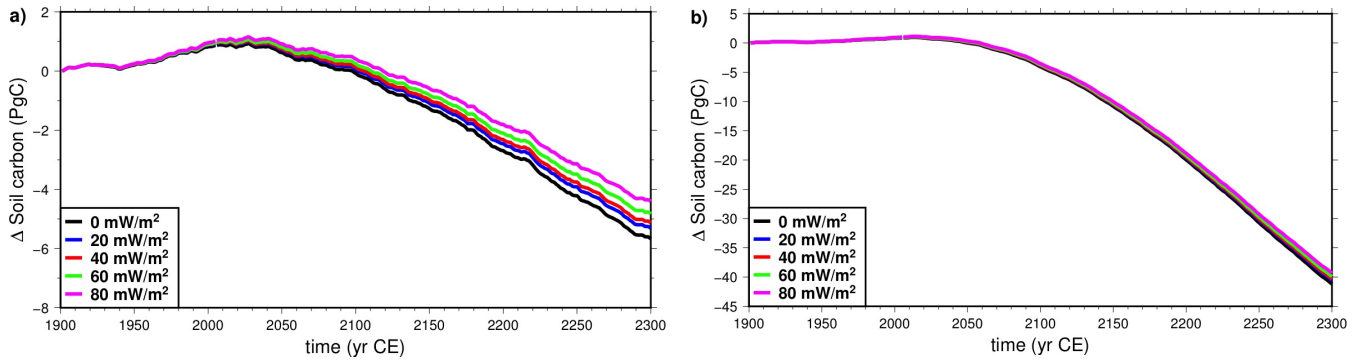 a)
2
0
−2
−4
−6
−8
Δ Soil carbon (PgC)
0 mW/m²
20 mW/m²
40 mW/m²
60 mW/m²
80 mW/m²
1900 1950 2000 2050 2100 2150 2200 2250 2300
time (yr CE)
b)
5
0
−5
−10
−15
−20
−25
−30
−35
−40
−45
Δ Soil carbon (PgC)
0 mW/m²
20 mW/m²
40 mW/m²
60 mW/m²
80 mW/m²
1900 1950 2000 2050 2100 2150 2200 2250 2300
time (yr CE)